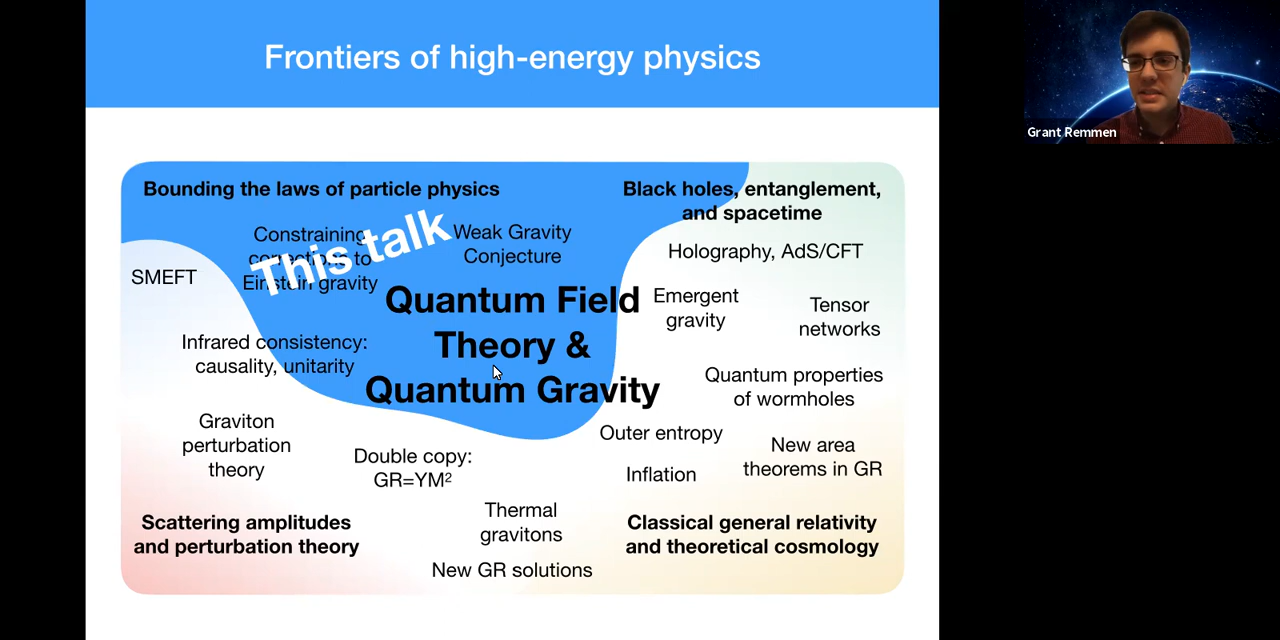 Frontiers of high-energy physics
Grant Remmen
Bounding the laws of particle physics
Black holes, entanglement,
and spacetime
Constraining
corrections to
Einstein gravity
This talk
Weak Gravity
Conjecture
Holography, AdS/CFT
SMEFT
Quantum Field
Theory &
Quantum Gravity
Emergent
gravity
Tensor
networks
Infrared consistency:
causality, unitarity
Quantum properties
of wormholes
Graviton
perturbation
theory
Double copy:
GR=YM²
Outer entropy
Inflation
New area
theorems in GR
Thermal
gravitons
Scattering amplitudes
and perturbation theory
Classical general relativity
and theoretical cosmology
New GR solutions